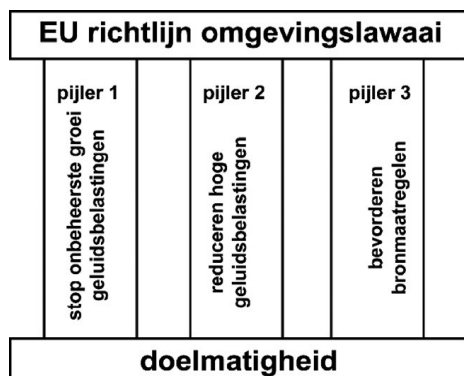 EU richtlijn omgevingslawaai
pijler 1
stop onbeheerste groei
geluidsbelastingen
pijler 2
reduceren hoge
geluidsbelastingen
pijler 3
bevorderen
bronmaatregelen
doelmatigheid